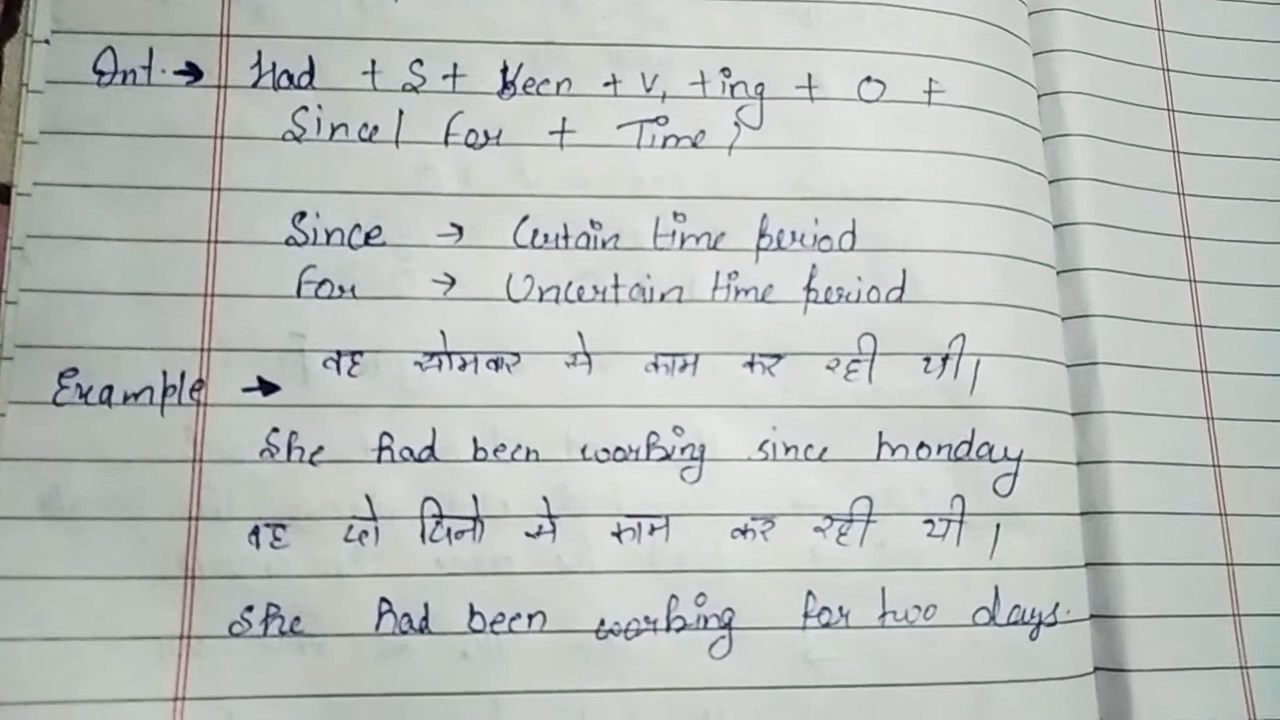 Int. → Had + S + Been + V₁ +ing + O +
Since/ For + Time?
Since → Certain time period
For → Uncertain time period
वह सोमवार से काम कर रही थी।
Example →
She had been working since monday
वह दो दिनो से काम कर रही थी।
She had been working for two days.